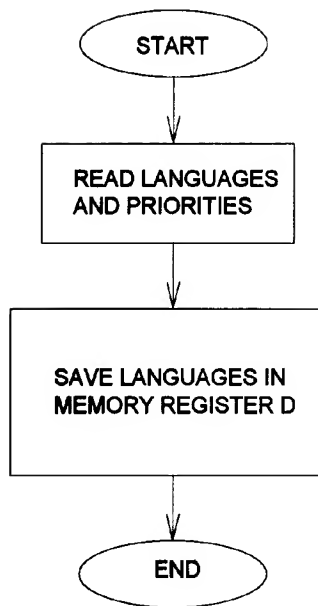 START
READ LANGUAGES
AND PRIORITIES
SAVE LANGUAGES IN
MEMORY REGISTER D
END